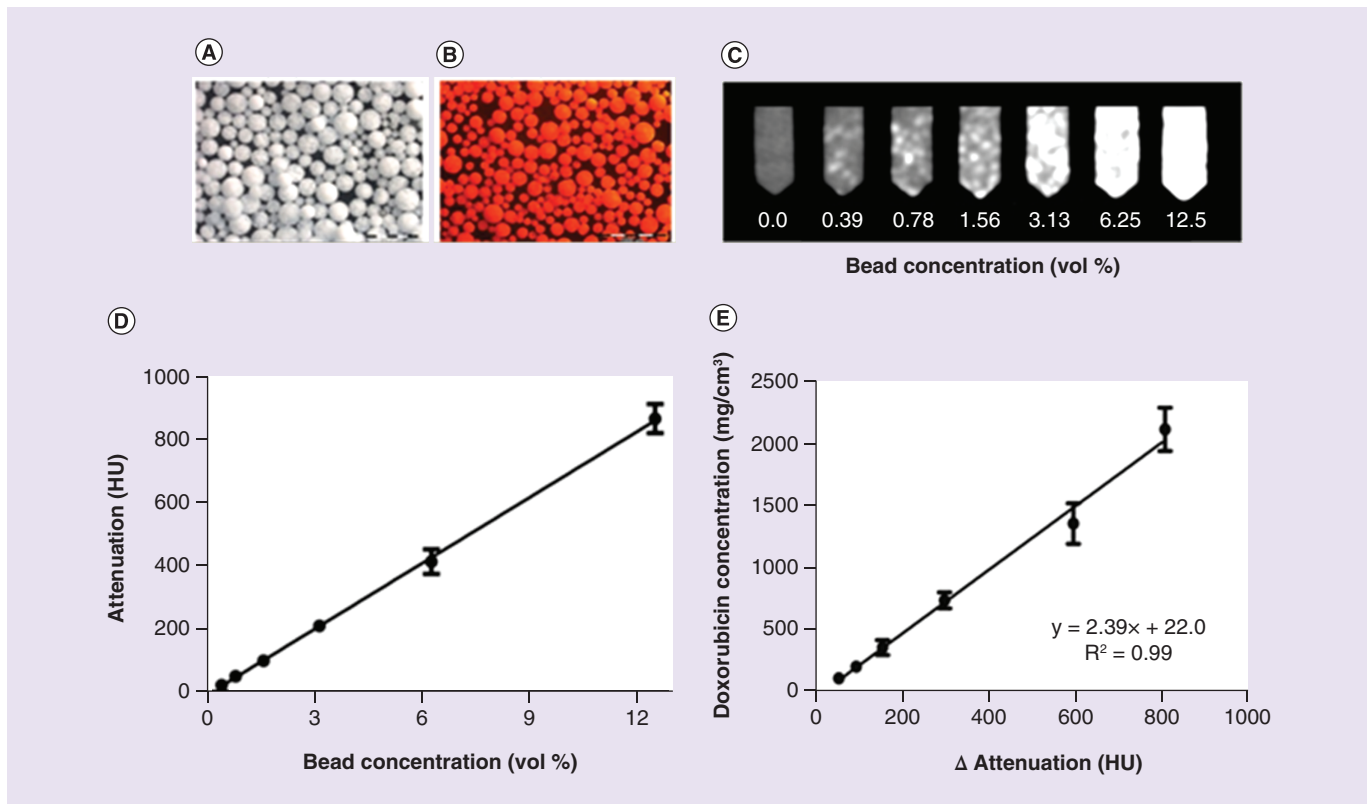 A
B
C
0.0 0.39 0.78 1.56 3.13 6.25 12.5
Bead concentration (vol %)
D
1000
800
600
400
200
0
0 3 6 9 12
Attenuation (HU)
Bead concentration (vol %)
E
2500
2000
1500
1000
500
0
0 200 400 600 800 1000
Doxorubicin concentration (mg/cm³)
y = 2.39× + 22.0
R² = 0.99
Δ Attenuation (HU)